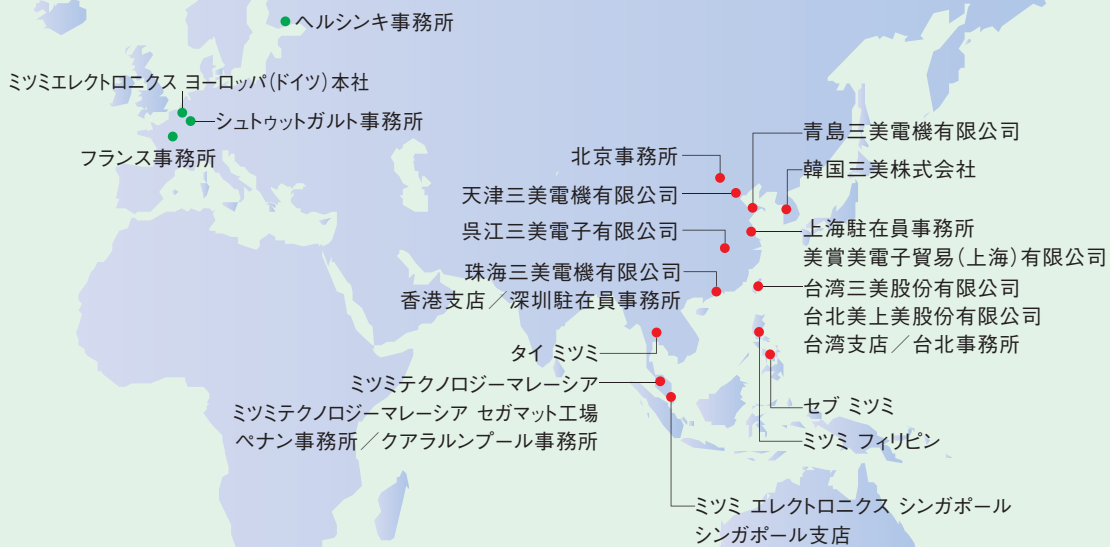 ヘルシンキ事務所
ミツミエレクトロニクス ヨーロッパ(ドイツ)本社
シュトゥットガルト事務所
フランス事務所
北京事務所
天津三美電機有限公司
呉江三美電子有限公司
珠海三美電機有限公司
香港支店/深圳駐在員事務所
タイ ミツミ
ミツミテクノロジーマレーシア
ミツミテクノロジーマレーシア セガマット工場
ペナン事務所/クアラルンプール事務所
青島三美電機有限公司
韓国三美株式会社
上海駐在員事務所
美賞美電子貿易(上海)有限公司
台湾三美股份有限公司
台北美上美股份有限公司
台湾支店/台北事務所
セブ ミツミ
ミツミ フィリピン
ミツミ エレクトロニクス シンガポール
シンガポール支店